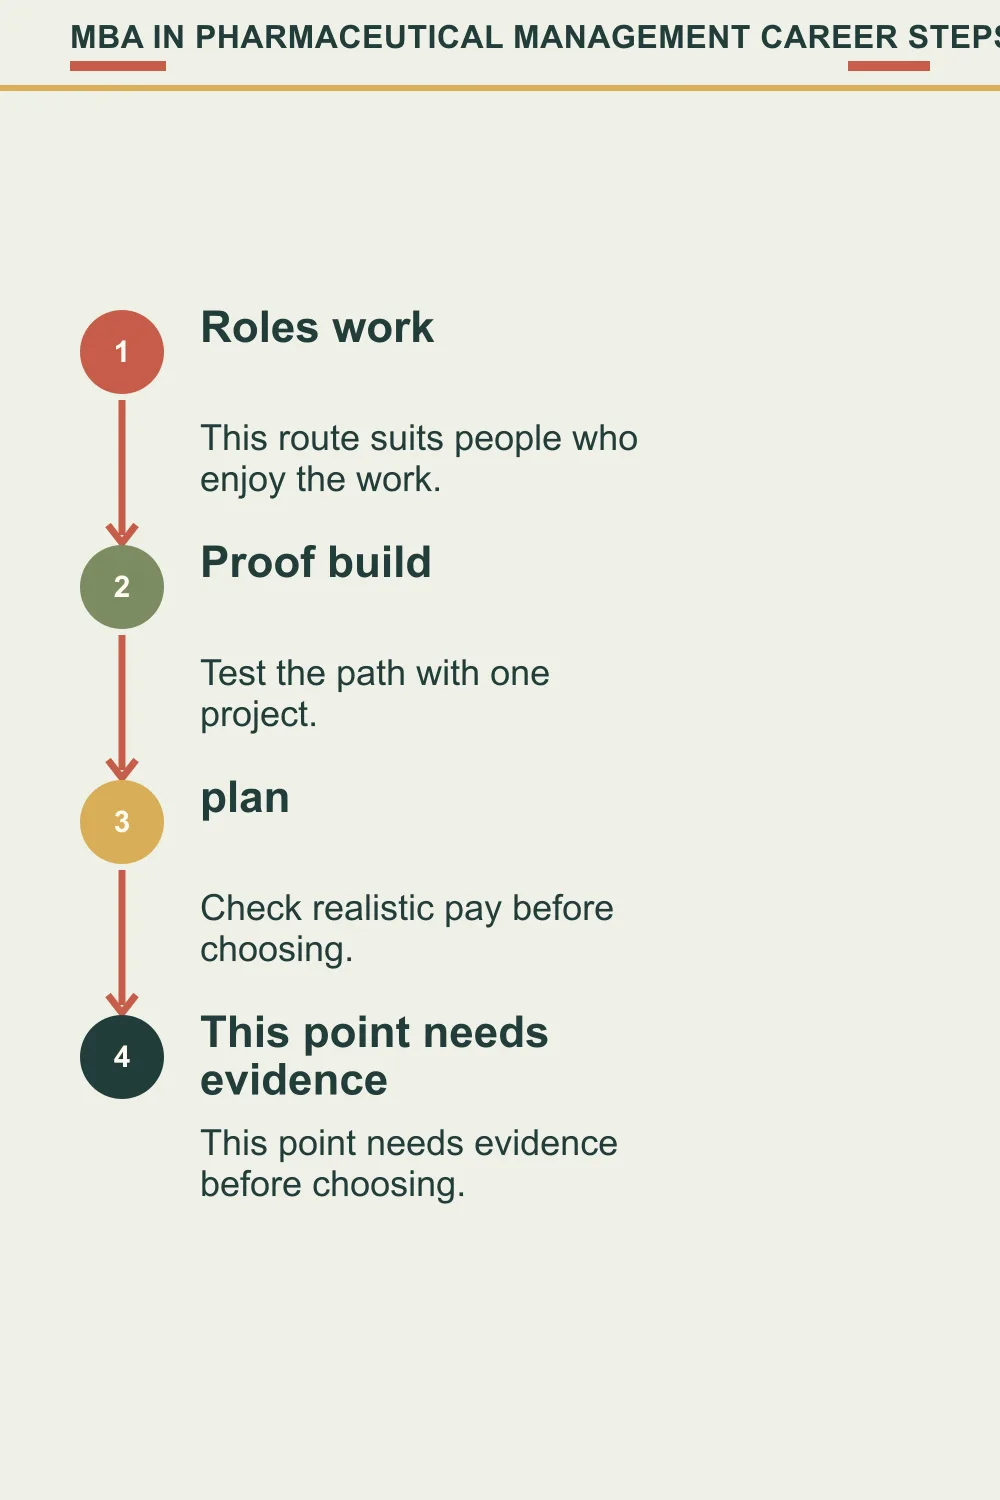 MBA IN PHARMACEUTICAL MANAGEMENT CAREER STEPS
1
Roles work
This route suits people who
enjoy the work.
2
Proof build
Test the path with one
project.
3
plan
Check realistic pay before
choosing.
4
This point needs
evidence
This point needs evidence
before choosing.